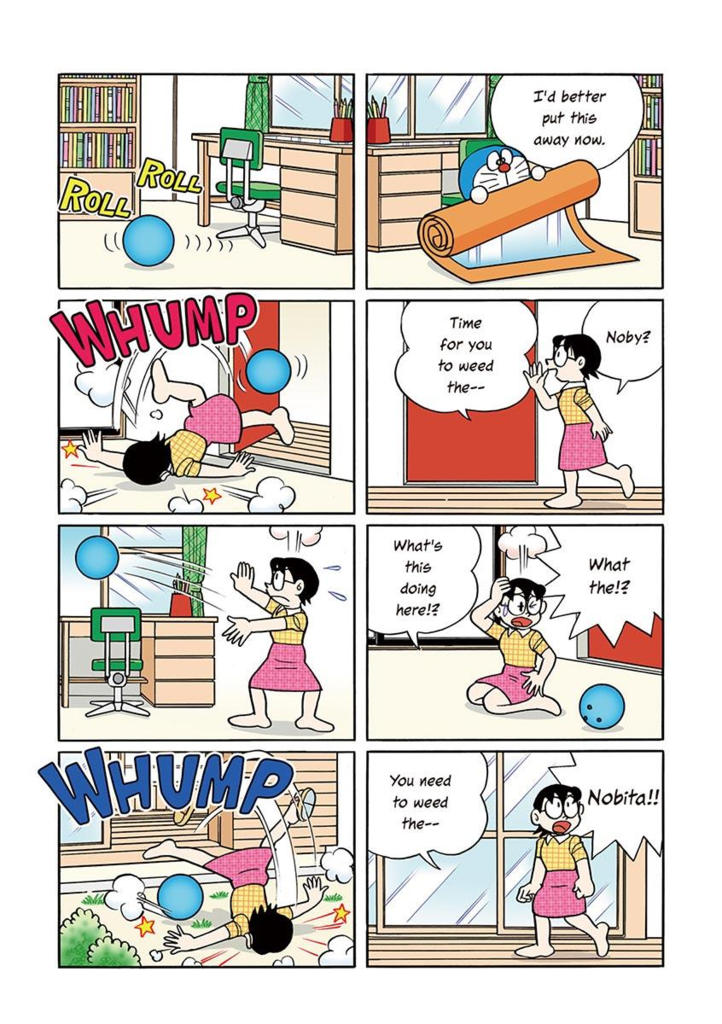 I'd better
put this
away now.
ROLL
ROLL
Noby?
Time
for you
to weed
the--
WHUMP
What
the!?
What's
this
doing
here!?
Nobita!!
You need
to weed
the--
WHUMP